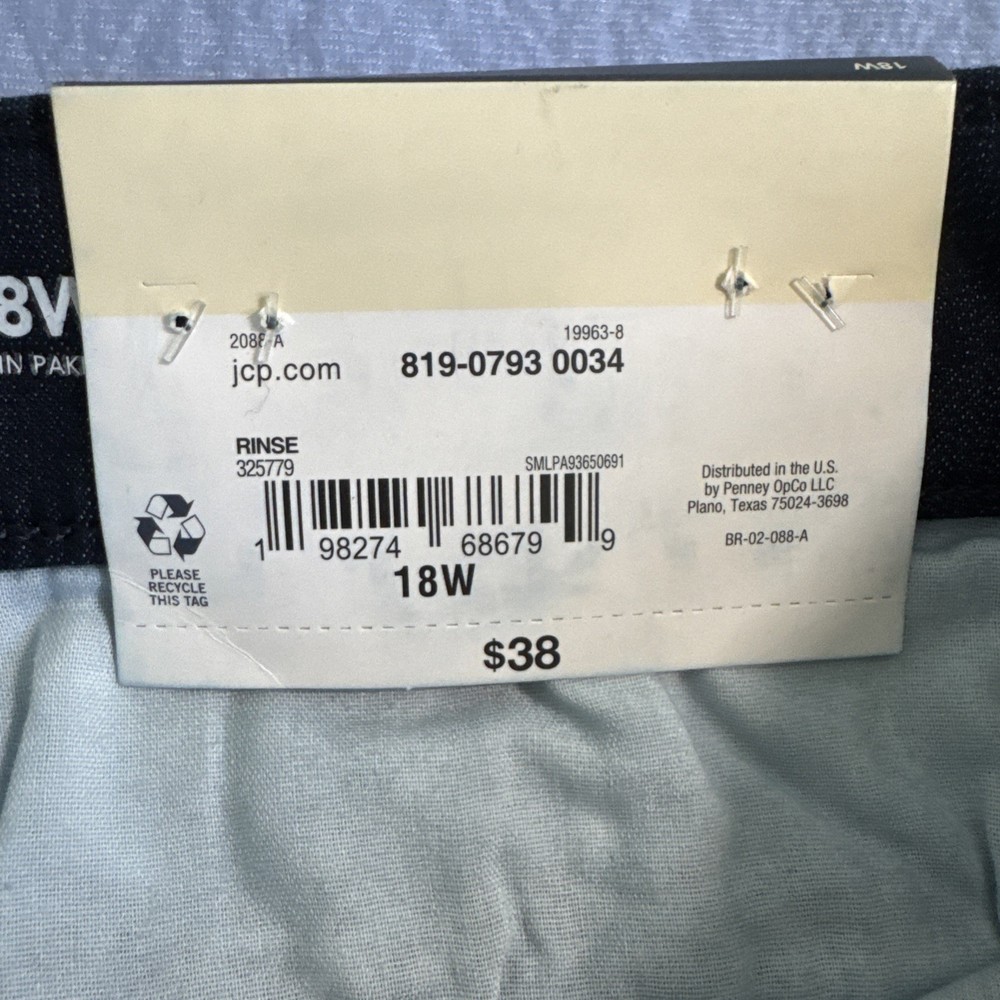 18W
8W
IN PAK
2088-A
19963-8
jcp.com
819-0793 0034
RINSE
325779
SMLPA93650691
1 98274 68679 9
18W
PLEASE
RECYCLE
THIS TAG
Distributed in the U.S.
by Penney OpCo LLC
Plano, Texas 75024-3698
BR-02-088-A
$38